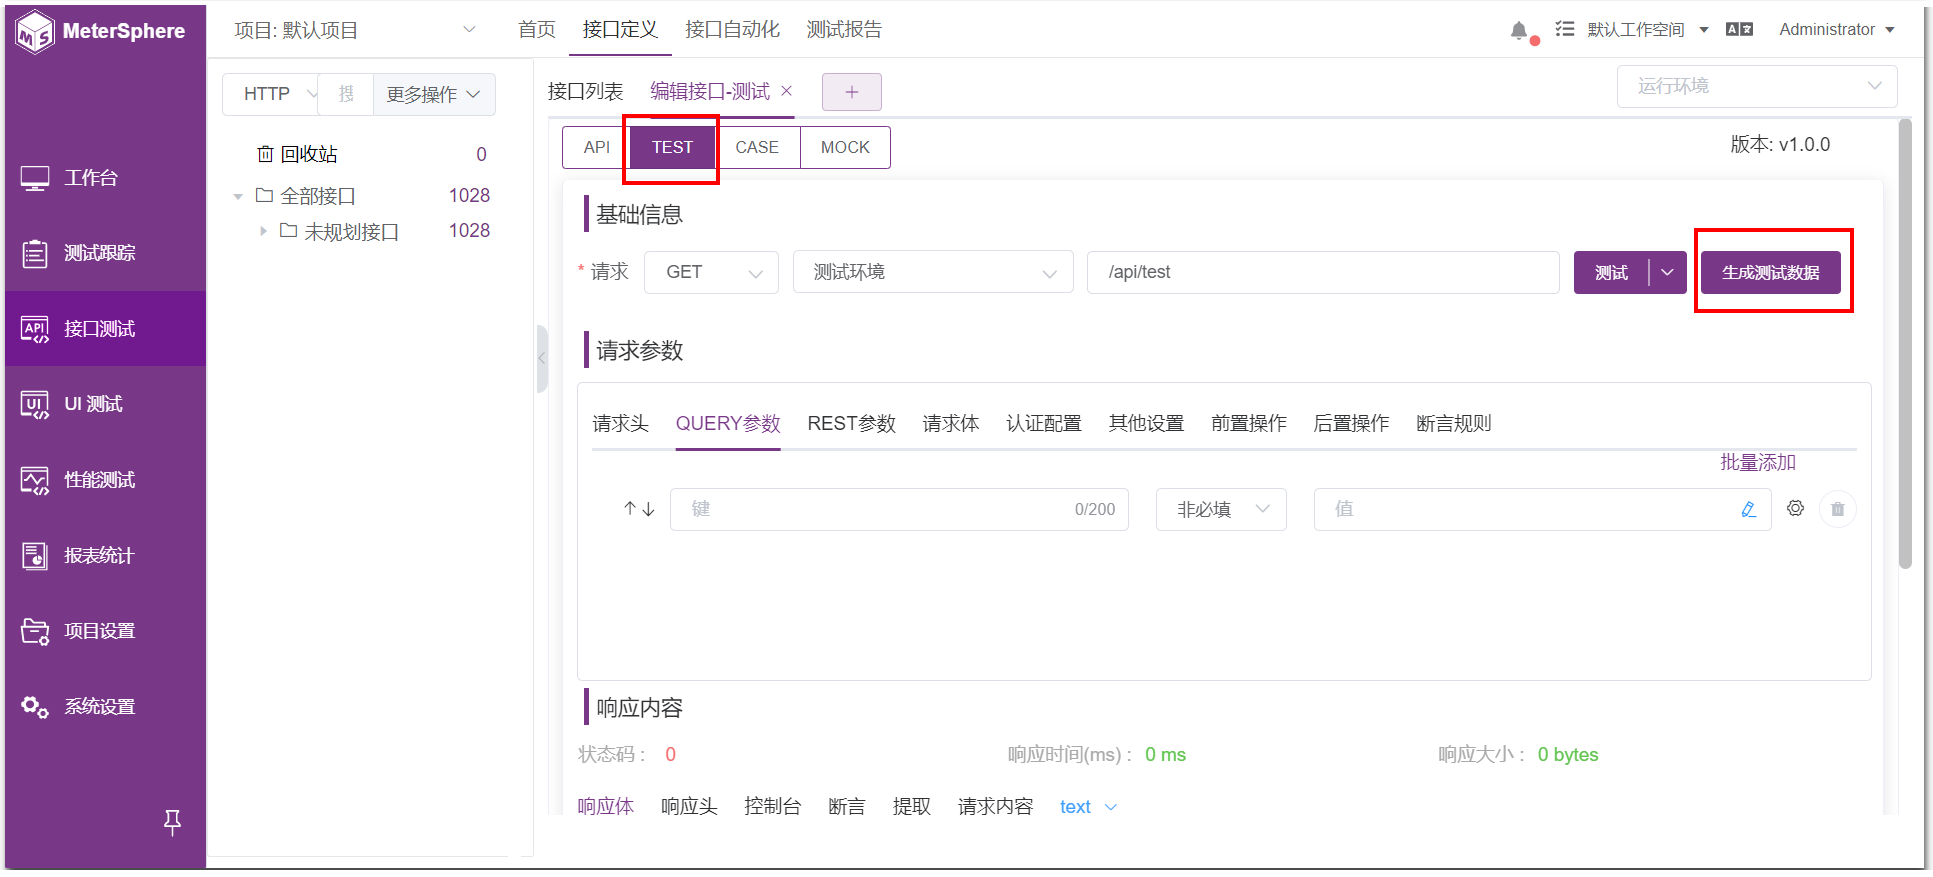 MeterSphere
项目: 默认项目
首页
接口定义
接口自动化
测试报告
默认工作空间
Administrator
工作台
测试跟踪
接口测试
UI 测试
性能测试
报表统计
项目设置
系统设置
HTTP
更多操作
回收站 0
全部接口 1028
未规划接口 1028
接口列表
编辑接口-测试
运行环境
API
TEST
CASE
MOCK
版本: v1.0.0
基础信息
* 请求
GET
测试环境
/api/test
测试
生成测试数据
请求参数
请求头
QUERY参数
REST参数
请求体
认证配置
其他设置
前置操作
后置操作
断言规则
批量添加
键
0/200
非必填
值
响应内容
状态码 : 0
响应时间(ms) : 0 ms
响应大小 : 0 bytes
响应体
响应头
控制台
断言
提取
请求内容
text